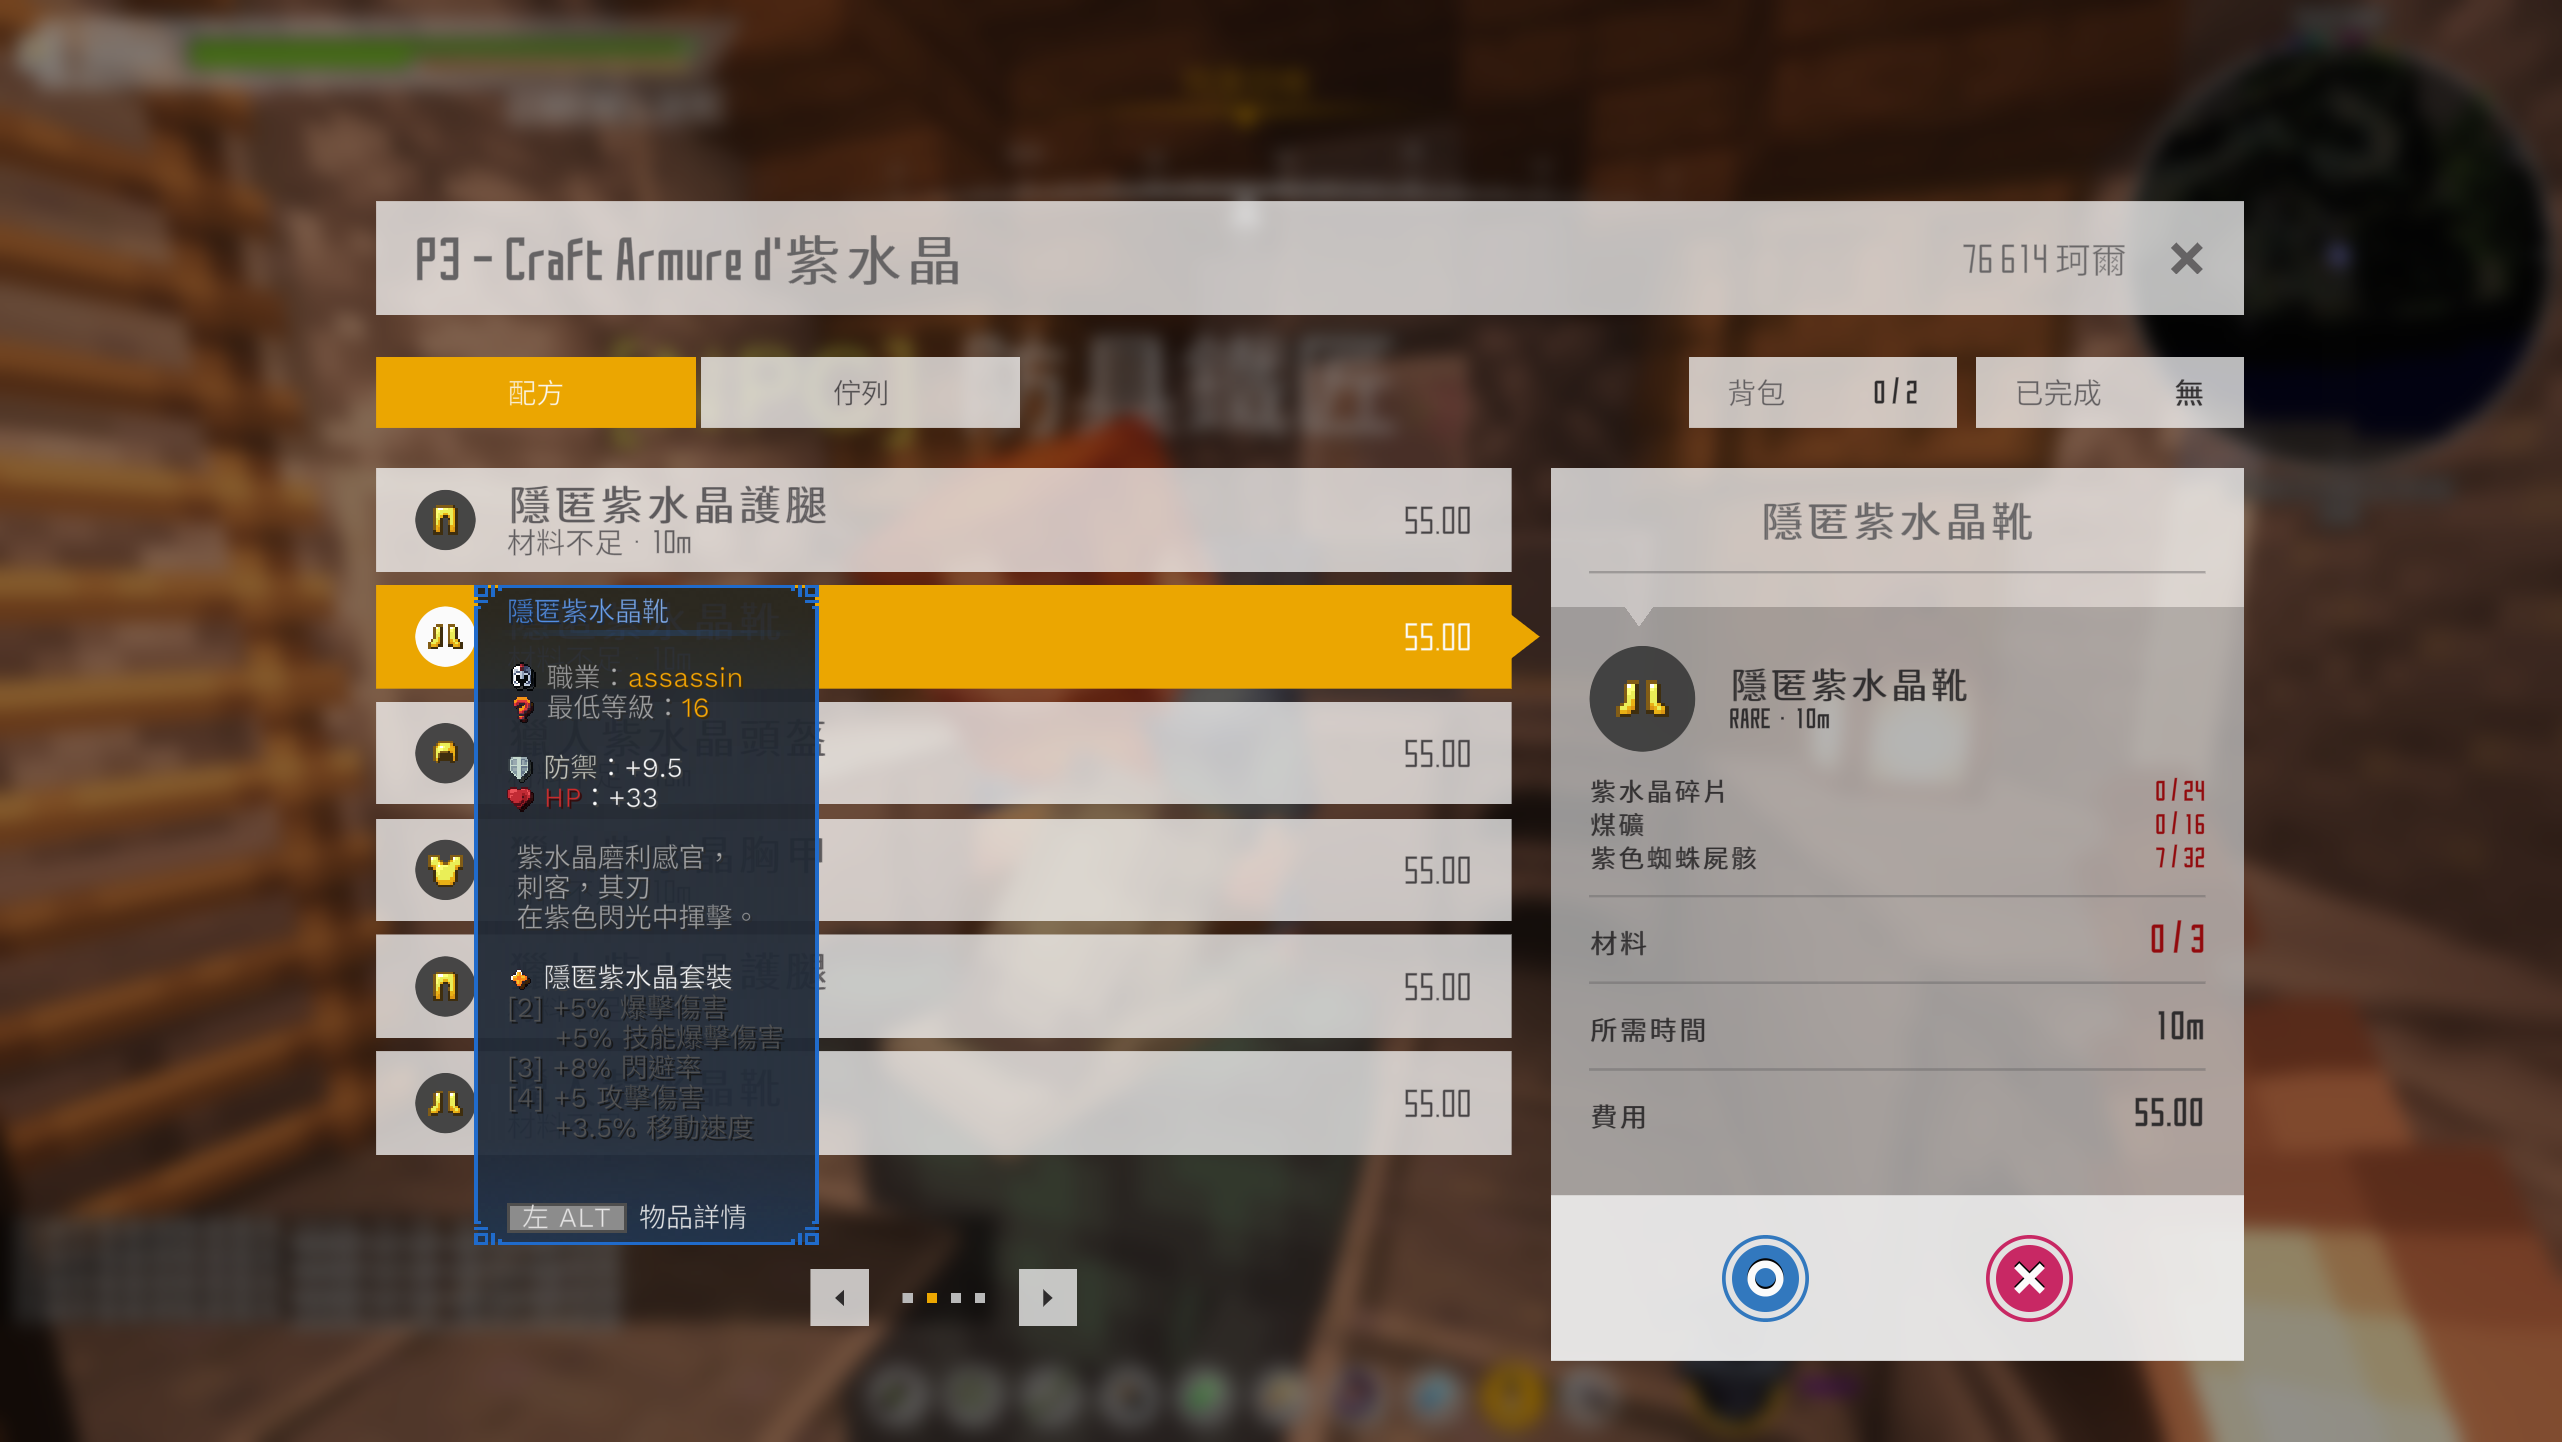 P3 - Craft Armure d'紫水晶
76 614 珂爾
配方
佇列
背包 0/2
已完成 無
隱匿紫水晶護腿
材料不足 · 10m
55.00
55.00
55.00
55.00
55.00
55.00
隱匿紫水晶靴
職業：assassin
最低等級：16
防禦：+9.5
HP：+33
紫水晶磨利感官，
刺客，其刃
在紫色閃光中揮擊。
隱匿紫水晶套裝
[2] +5% 爆擊傷害
+5% 技能爆擊傷害
[3] +8% 閃避率
[4] +5 攻擊傷害
+3.5% 移動速度
左 ALT 物品詳情
隱匿紫水晶靴
隱匿紫水晶靴
RARE · 10m
紫水晶碎片 0/24
煤礦 0/16
紫色蜘蛛屍骸 7/32
材料 0/3
所需時間 10m
費用 55.00